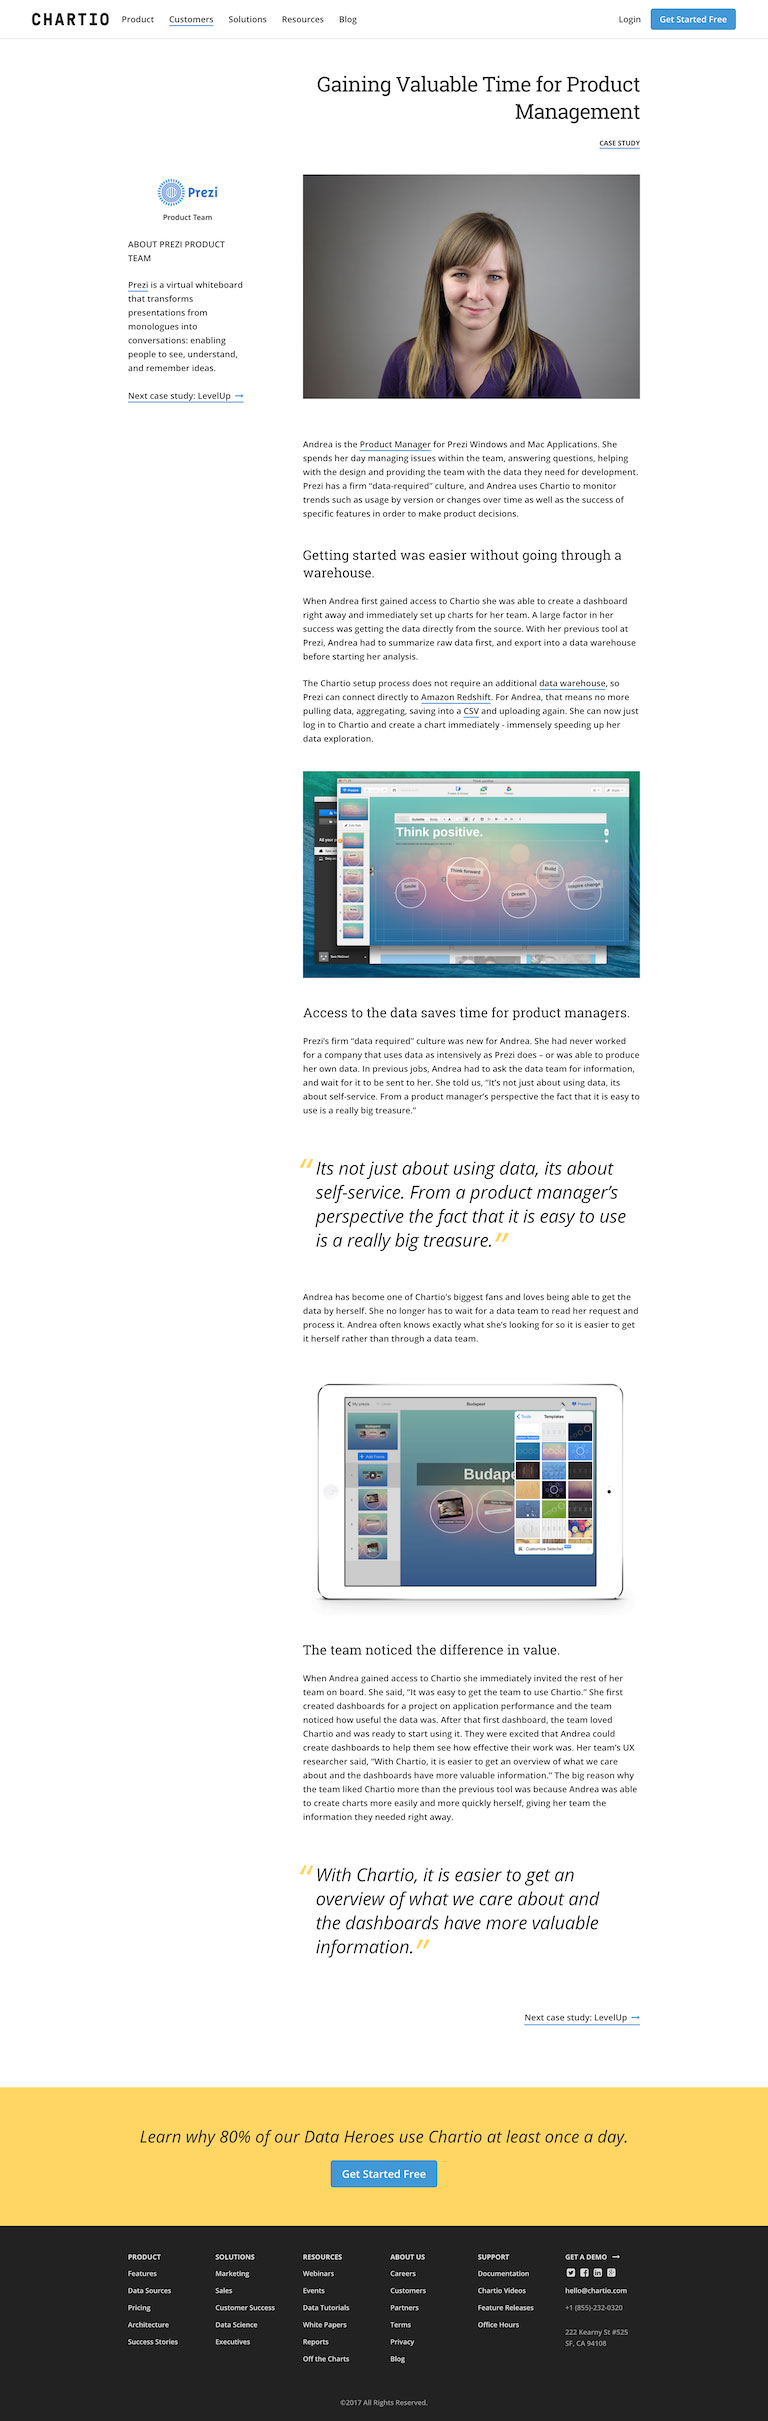 CHARTIO Product Customers Solutions Resources Blog Login Get Started Free
Gaining Valuable Time for Product
Management
CASE STUDY
Prezi
Product Team
ABOUT PREZI PRODUCT
TEAM
Prezi is a virtual whiteboard
that transforms
presentations from
monologues into
conversations: enabling
people to see, understand,
and remember ideas.
Next case study: LevelUp →
Andrea is the Product Manager for Prezi Windows and Mac Applications. She
spends her day managing issues within the team, answering questions, helping
with the design and providing the team with the data they need for development.
Prezi has a firm “data-required” culture, and Andrea uses Chartio to monitor
trends such as usage by version or changes over time as well as the success of
specific features in order to make product decisions.
Getting started was easier without going through a
warehouse.
When Andrea first gained access to Chartio she was able to create a dashboard
right away and immediately set up charts for her team. A large factor in her
success was getting the data directly from the source. With her previous tool at
Prezi, Andrea had to summarize raw data first, and export into a data warehouse
before starting her analysis.
The Chartio setup process does not require an additional data warehouse, so
Prezi can connect directly to Amazon Redshift. For Andrea, that means no more
pulling data, aggregating, saving into a CSV and uploading again. She can now just
log in to Chartio and create a chart immediately - immensely speeding up her
data exploration.
Think positive.
Smile
Think forward
Dream
Build
Inspire change
Access to the data saves time for product managers.
Prezi’s firm “data required” culture was new for Andrea. She had never worked
for a company that uses data as intensively as Prezi does – or was able to produce
her own data. In previous jobs, Andrea had to ask the data team for information,
and wait for it to be sent to her. She told us, “It’s not just about using data, its
about self-service. From a product manager’s perspective the fact that it is easy to
use is a really big treasure.”
“Its not just about using data, its about
self-service. From a product manager’s
perspective the fact that it is easy to use
is a really big treasure.”
Andrea has become one of Chartio’s biggest fans and loves being able to get the
data by herself. She no longer has to wait for a data team to read her request and
process it. Andrea often knows exactly what she’s looking for so it is easier to get
it herself rather than through a data team.
My prezis Budapest Present
Tools Templates
Budapest
Add Frame
Budape
Customize Selected
The team noticed the difference in value.
When Andrea gained access to Chartio she immediately invited the rest of her
team on board. She said, “It was easy to get the team to use Chartio.” She first
created dashboards for a project on application performance and the team
noticed how useful the data was. After that first dashboard, the team loved
Chartio and was ready to start using it. They were excited that Andrea could
create dashboards to help them see how effective their work was. Her team’s UX
researcher said, “With Chartio, it is easier to get an overview of what we care
about and the dashboards have more valuable information.” The big reason why
the team liked Chartio more than the previous tool was because Andrea was able
to create charts more easily and more quickly herself, giving her team the
information they needed right away.
“With Chartio, it is easier to get an
overview of what we care about and
the dashboards have more valuable
information.”
Next case study: LevelUp →
Learn why 80% of our Data Heroes use Chartio at least once a day.
Get Started Free
PRODUCT
Features
Data Sources
Pricing
Architecture
Success Stories
SOLUTIONS
Marketing
Sales
Customer Success
Data Science
Executives
RESOURCES
Webinars
Events
Data Tutorials
White Papers
Reports
Off the Charts
ABOUT US
Careers
Customers
Partners
Terms
Privacy
Blog
SUPPORT
Documentation
Chartio Videos
Feature Releases
Office Hours
GET A DEMO →
hello@chartio.com
+1 (855)-232-0320
222 Kearny St #525
SF, CA 94108
©2017 All Rights Reserved.